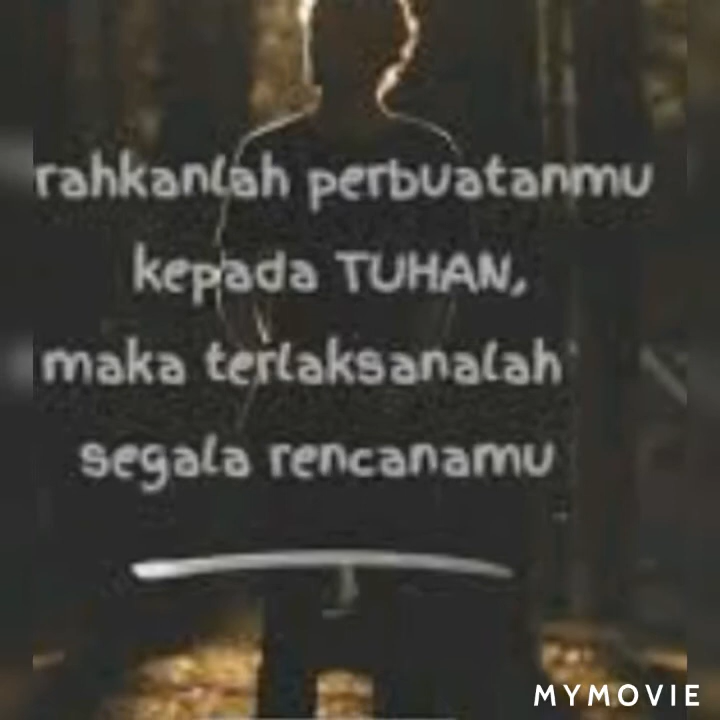 rahkanlah perbuatanmu
kepada TUHAN,
maka terlaksanalah
segala rencanamu
MYMOVIE